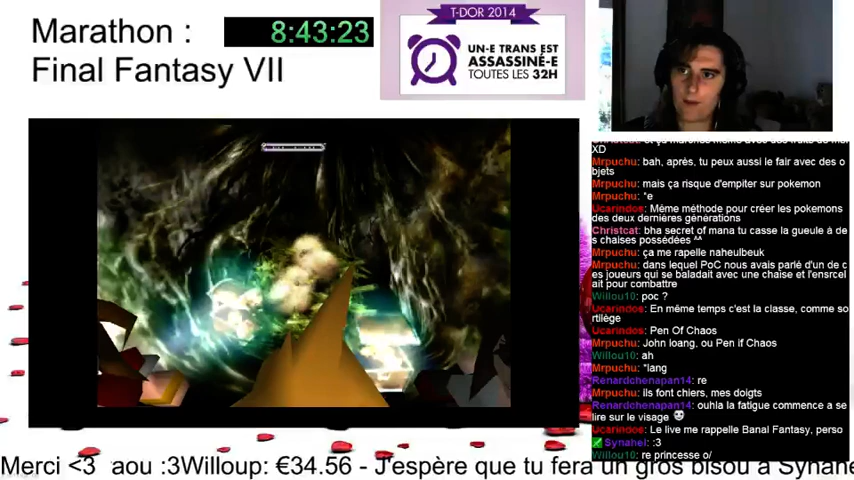 Marathon :
8:43:23
Final Fantasy VII
T-DOR 2014
UN-E TRANS EST
ASSASSINÉ-E
TOUTES LES 32H
XD
Mrpuchu: bah, après, tu peux aussi le fair avec des o
bjets
Mrpuchu: mais ça risque d'empiter sur pokemon
Mrpuchu: *e
Ucarindos: Même méthode pour créer les pokemons
des deux dernières générations
Christcat: bha secret of mana tu casse la gueule à de
s chaises possédées ^^
Mrpuchu: ça me rapelle naheulbeuk
Mrpuchu: dans lequel PoC nous avais parlé d'un de c
es joueurs qui se baladait avec une chaise et l'ensrcel
ait pour combattre
Willou10: poc ?
Ucarindos: En même temps c'est la classe, comme so
rtilège
Ucarindos: Pen Of Chaos
Mrpuchu: John loang, ou Pen if Chaos
Willou10: ah
Mrpuchu: *lang
Renardchenapan14: re
Mrpuchu: ils font chiers, mes doigts
Renardchenapan14: ouhla la fatigue commence a se
lire sur le visage
Ucarindos: Le live me rappelle Banal Fantasy, perso
Synahel: :3
Willou10: re princesse o/
Merci <3 aou :3Willoup: €34.56 - J'espère que tu fera un gros bisou à Synahe